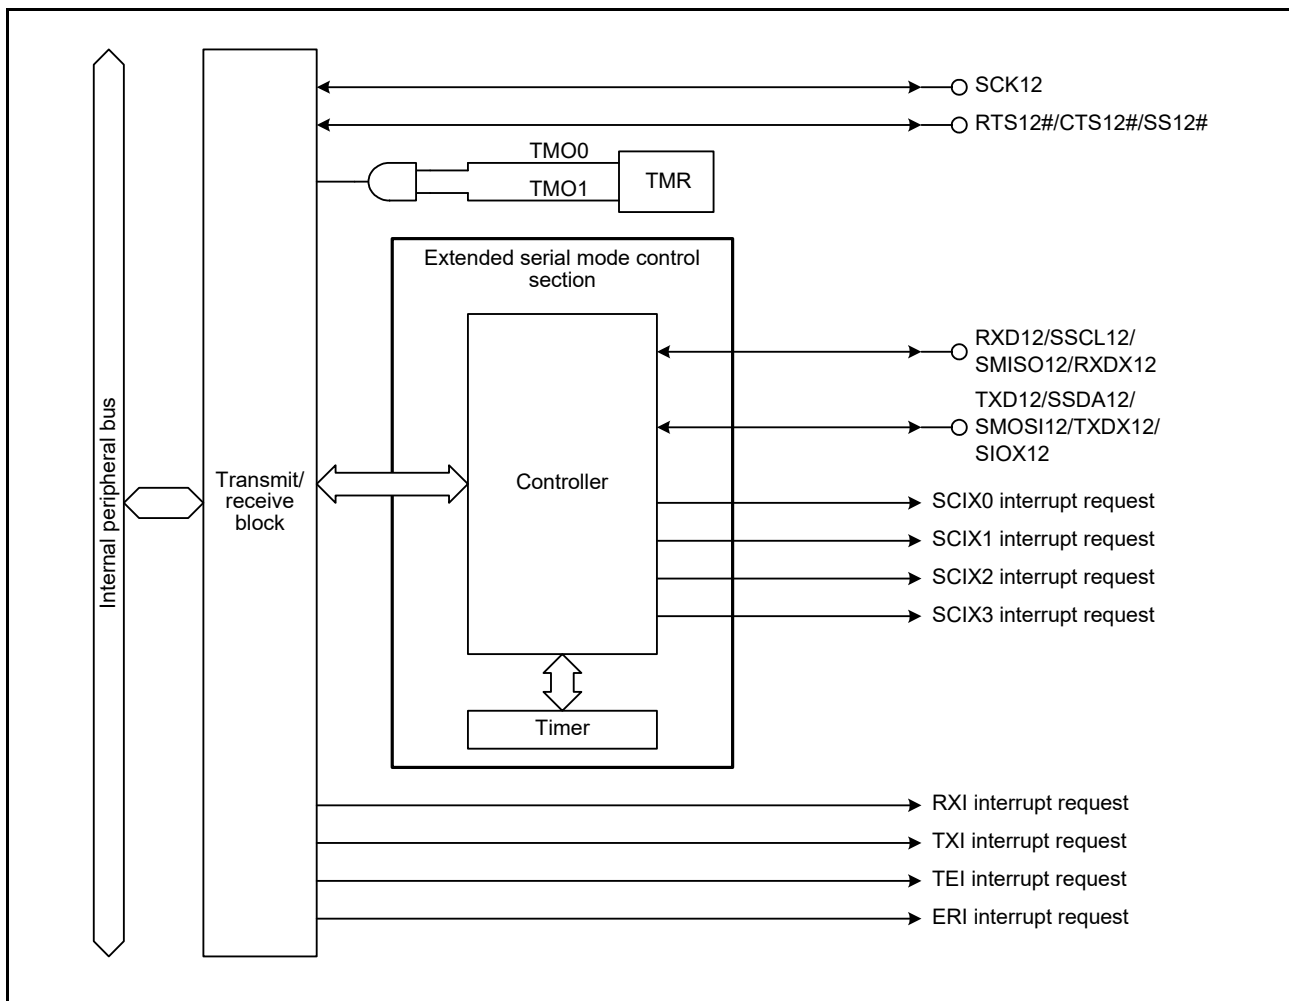 SCK12
RTS12#/CTS12#/SS12#
TMO0
TMO1
TMR
Extended serial mode control
section
RXD12/SSCL12/
SMISO12/RXDX12
TXD12/SSDA12/
SMOSI12/TXDX12/
SIOX12
Internal peripheral bus
Transmit/
receive
block
Controller
SCIX0 interrupt request
SCIX1 interrupt request
SCIX2 interrupt request
SCIX3 interrupt request
Timer
RXI interrupt request
TXI interrupt request
TEI interrupt request
ERI interrupt request